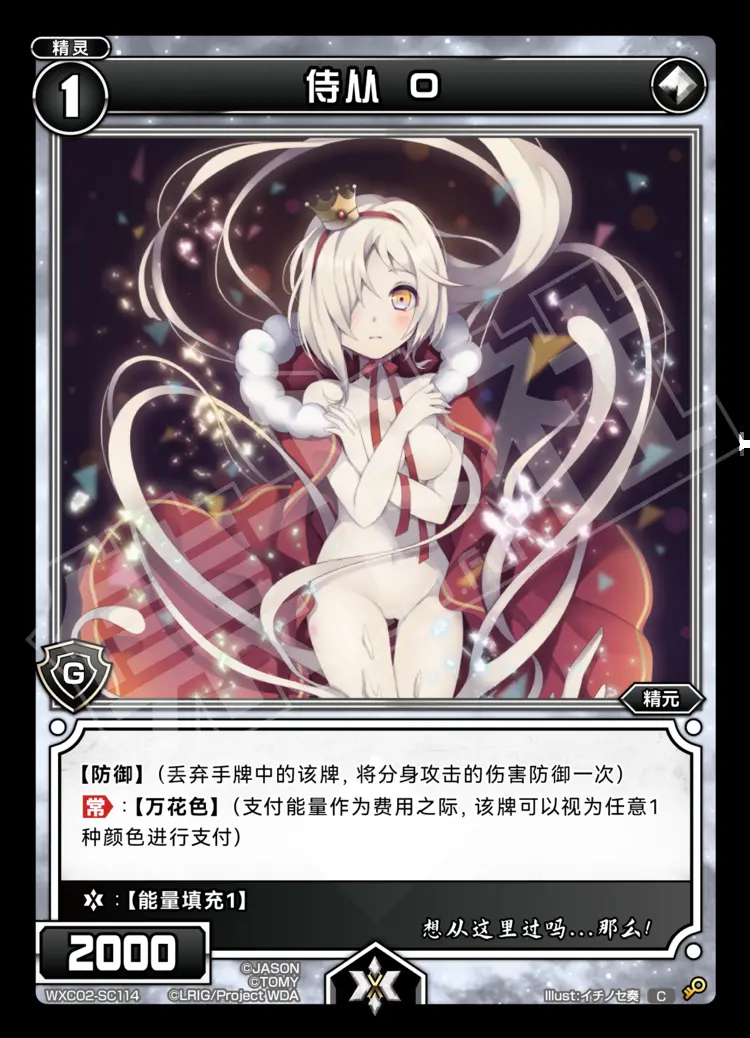 精灵
1
侍从 O
G
精元
【防御】（丢弃手牌中的该牌，将分身攻击的伤害防御一次）
常：【万花色】（支付能量作为费用之际，该牌可以视为任意1
种颜色进行支付）
：【能量填充1】
想从这里过吗...那么！
2000
©JASON
©TOMY
WXC02-SC114 ©LRIG/Project WDA
Illust:イチノセ奏 C